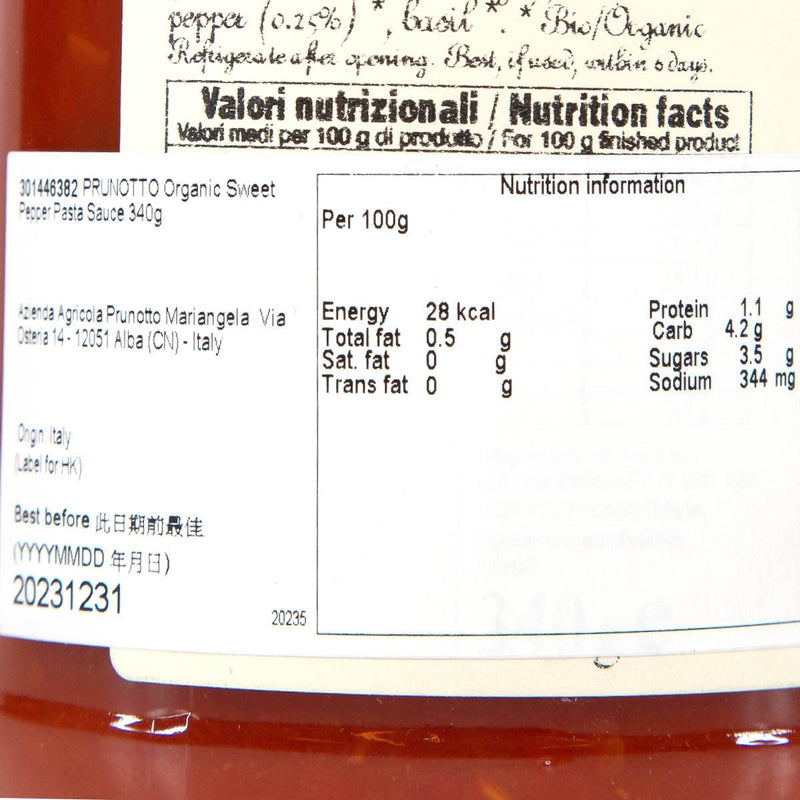 pepper (0.25%) *, basil *. * Bio/Organic
Refrigerate after opening. Best, if used, within 6 days.
Valori nutrizionali / Nutrition facts
Valori medi per 100 g di prodotto / For 100 g finished product
301446382 PRUNOTTO Organic Sweet
Pepper Pasta Sauce 340g
Azienda Agricola Prunotto Mariangela Via
Osteria 14 - 12051 Alba (CN) - Italy
Origin: Italy
(Label for HK)
Best before 此日期前最佳
(YYYYMMDD 年月日)
20231231
20235
Nutrition information
Per 100g
Energy 28 kcal Protein 1.1 g
Total fat 0.5 g Carb 4.2 g
Sat. fat 0 g Sugars 3.5 g
Trans fat 0 g Sodium 344 mg